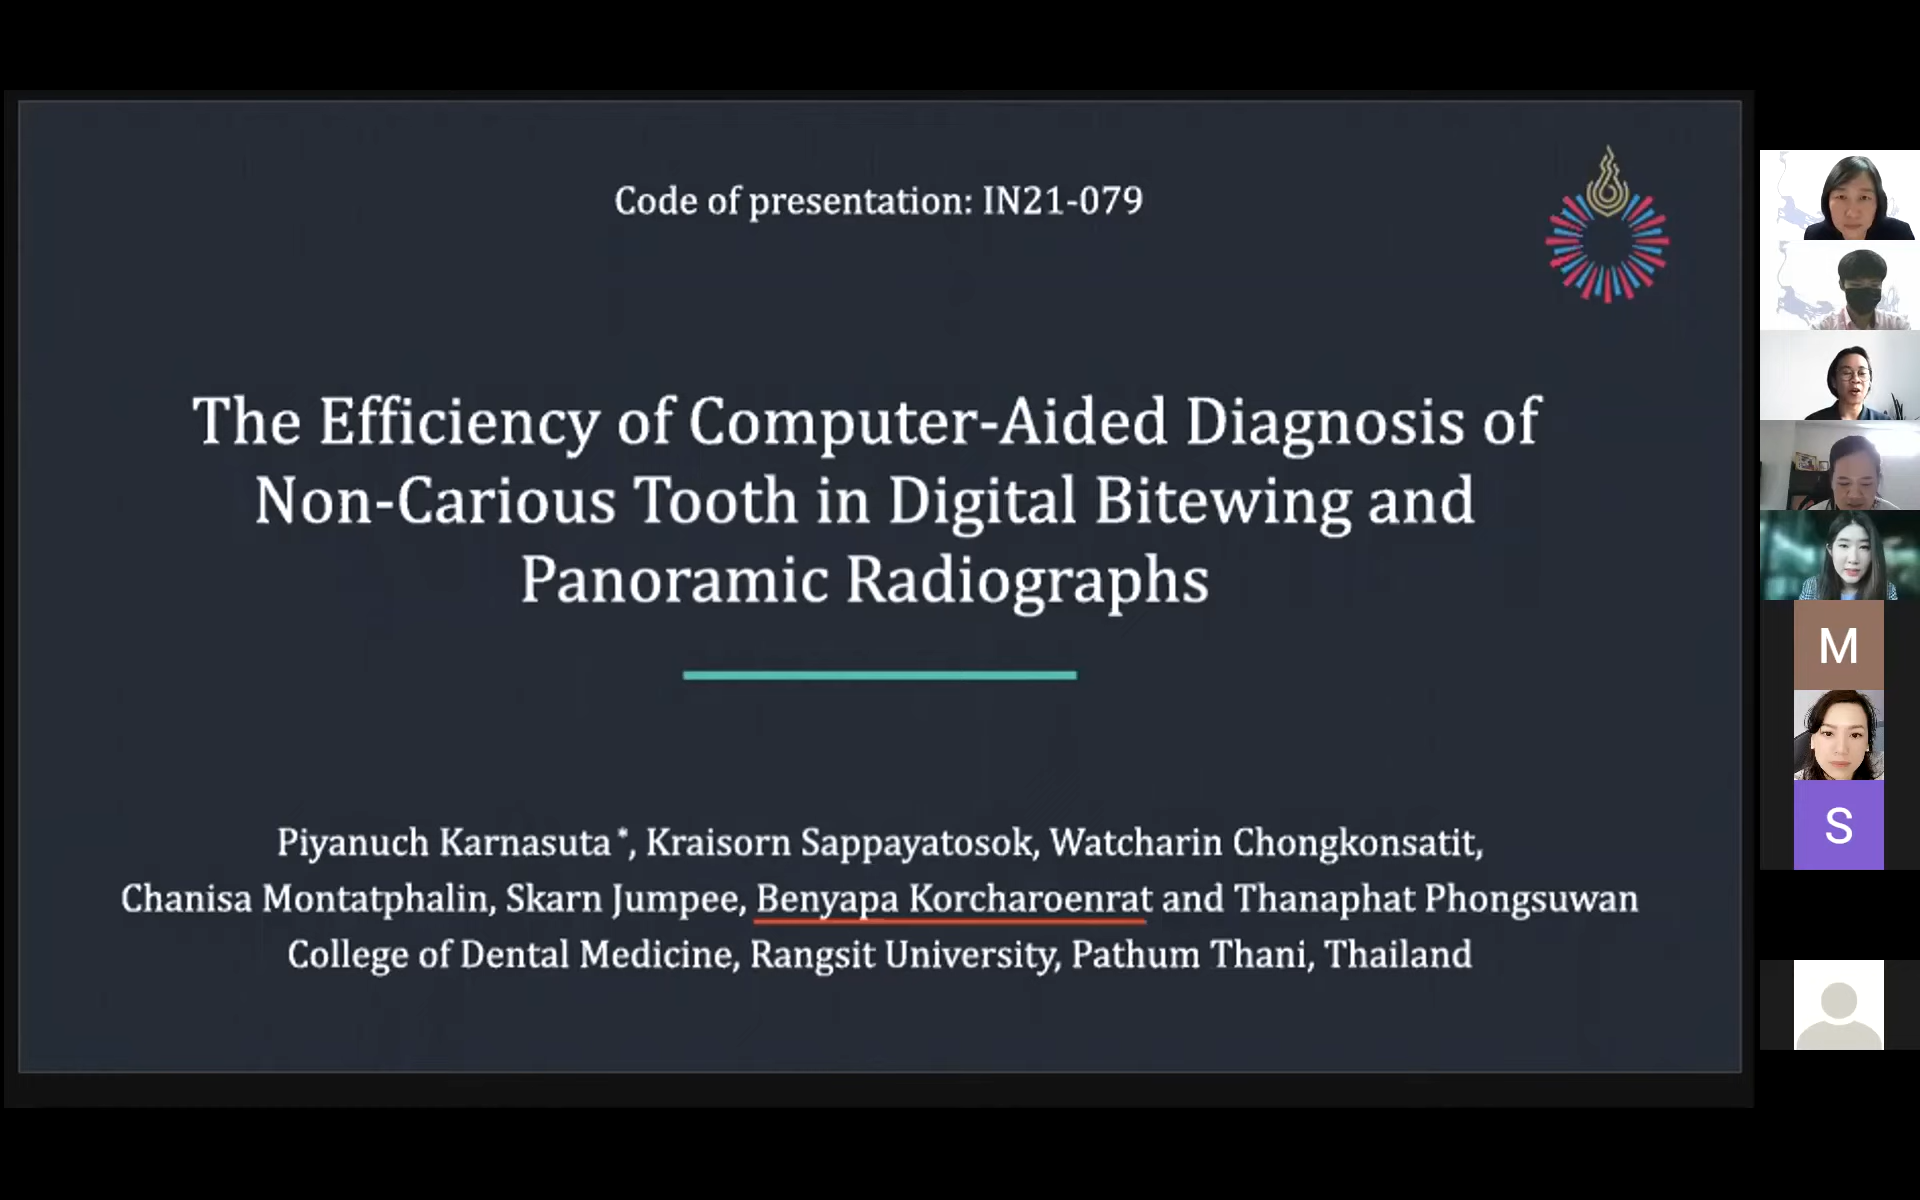 Code of presentation: IN21-079
The Efficiency of Computer-Aided Diagnosis of
Non-Carious Tooth in Digital Bitewing and
Panoramic Radiographs
Piyanuch Karnasuta*, Kraisorn Sappayatosok, Watcharin Chongkonsatit,
Chanisa Montatphalin, Skarn Jumpee, Benyapa Korcharoenrat and Thanaphat Phongsuwan
College of Dental Medicine, Rangsit University, Pathum Thani, Thailand
M
S